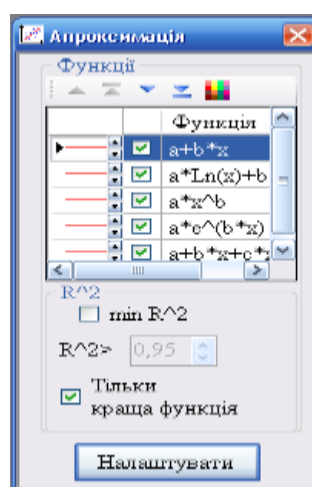 Апроксимація
Функції
Функція
a+b*x
a*Ln(x)+b
a*x^b
a*e^(b*x)
a+b*x+c*
R^2
min R^2
R^2> 0,95
Тільки
краща функція
Налаштувати